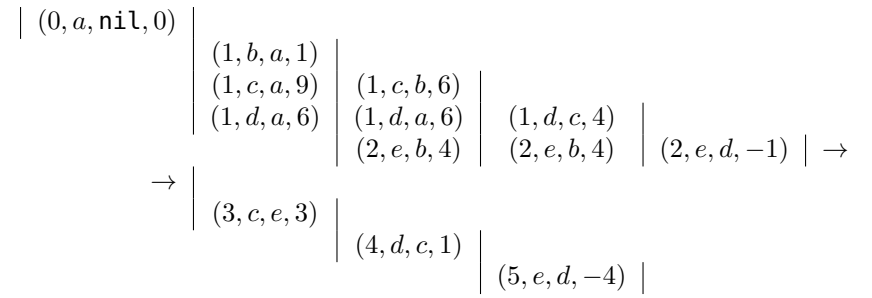 | (0, a, nil, 0) |
(1, b, a, 1) |
(1, c, a, 9) | (1, c, b, 6) |
(1, d, a, 6) | (1, d, a, 6) | (1, d, c, 4) |
| (2, e, b, 4) | (2, e, b, 4) | (2, e, d, −1) | →
→ |
(3, c, e, 3) |
| (4, d, c, 1) |
| (5, e, d, −4) |